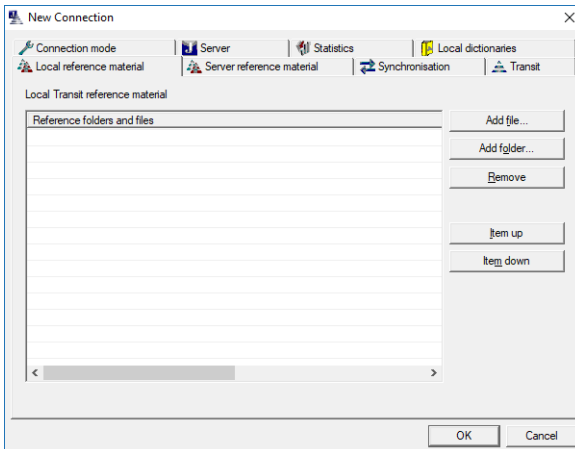 New Connection
Connection mode
Server
Statistics
Local dictionaries
Local reference material
Server reference material
Synchronisation
Transit
Local Transit reference material
Reference folders and files
Add file...
Add folder...
Remove
Item up
Item down
OK
Cancel